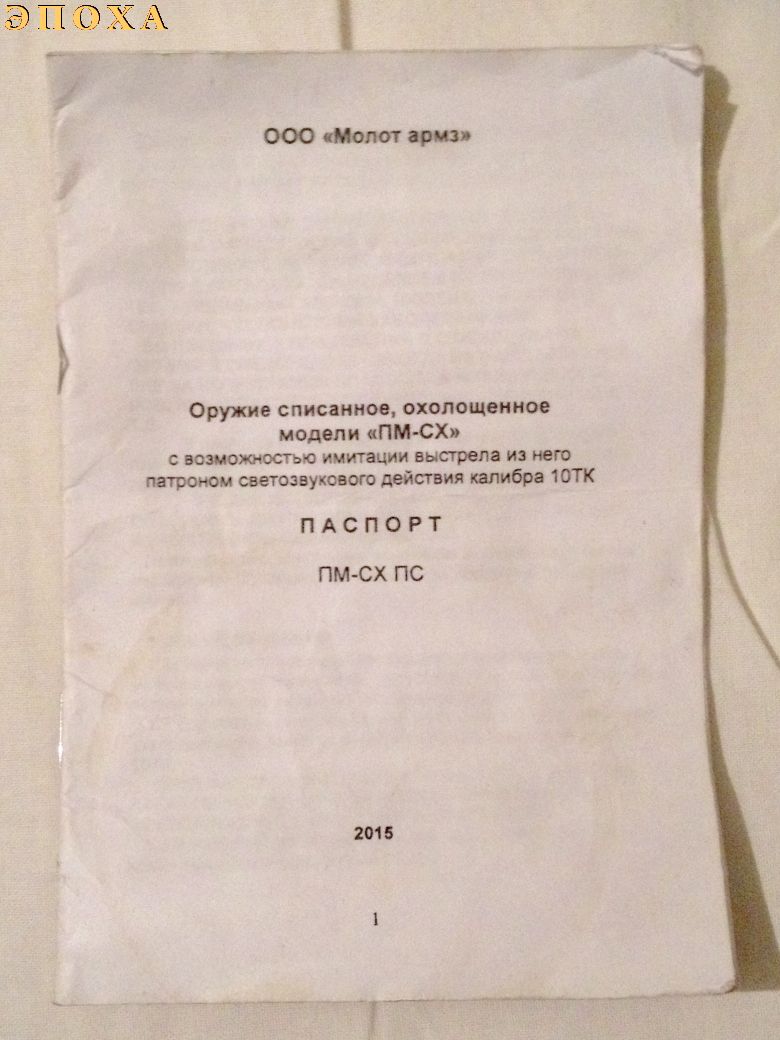 ЭПОХА
ООО «Молот армз»
Оружие списанное, охолощенное
модели «ПМ-СХ»
с возможностью имитации выстрела из него
патроном светозвукового действия калибра 10ТК
ПАСПОРТ
ПМ-СХ ПС
2015
1